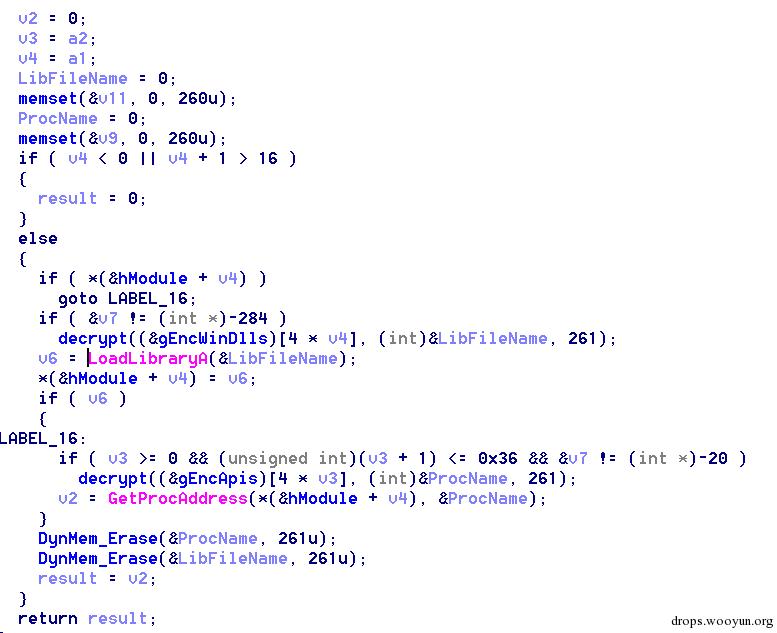 v2 = 0;
v3 = a2;
v4 = a1;
LibFileName = 0;
memset(&v11, 0, 260u);
ProcName = 0;
memset(&v9, 0, 260u);
if ( v4 < 0 || v4 + 1 > 16 )
{
result = 0;
}
else
{
if ( *(&hModule + v4) )
goto LABEL_16;
if ( &v7 != (int *)-284 )
decrypt((&gEncWinDlls)[4 * v4], (int)&LibFileName, 261);
v6 = LoadLibraryA(&LibFileName);
*(&hModule + v4) = v6;
if ( v6 )
{
LABEL_16:
if ( v3 >= 0 && (unsigned int)(v3 + 1) <= 0x36 && &v7 != (int *)-20 )
decrypt((&gEncApis)[4 * v3], (int)&ProcName, 261);
v2 = GetProcAddress(*(&hModule + v4), &ProcName);
}
DynMem_Erase(&ProcName, 261u);
DynMem_Erase(&LibFileName, 261u);
result = v2;
}
return result;
drops.wooyun.org